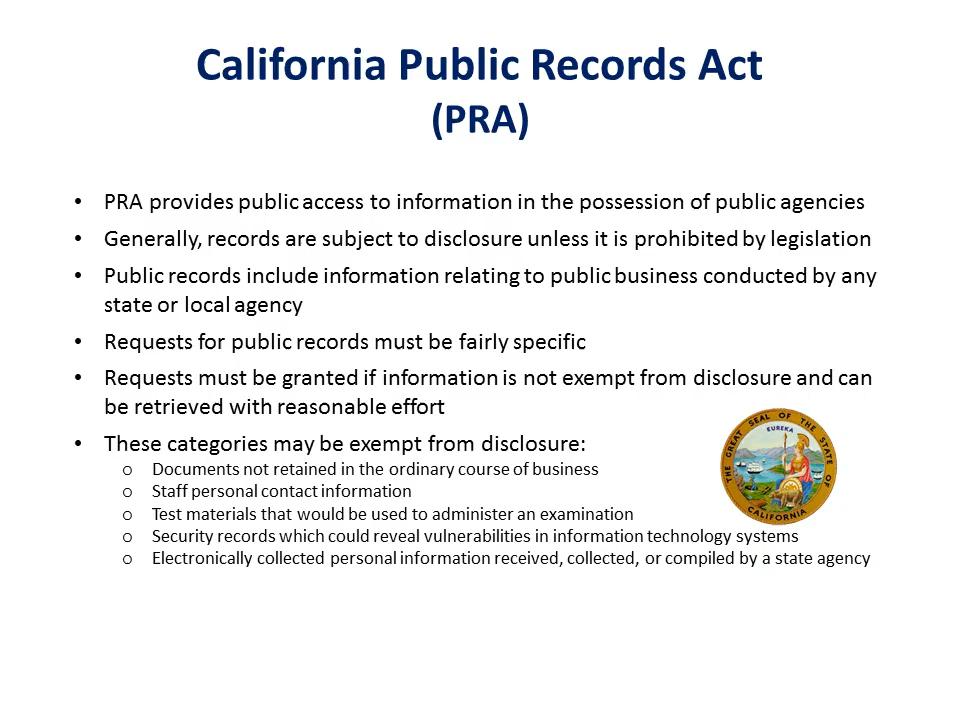 California Public Records Act
(PRA)
• PRA provides public access to information in the possession of public agencies
• Generally, records are subject to disclosure unless it is prohibited by legislation
• Public records include information relating to public business conducted by any
state or local agency
• Requests for public records must be fairly specific
• Requests must be granted if information is not exempt from disclosure and can
be retrieved with reasonable effort
• These categories may be exempt from disclosure:
o Documents not retained in the ordinary course of business
o Staff personal contact information
o Test materials that would be used to administer an examination
o Security records which could reveal vulnerabilities in information technology systems
o Electronically collected personal information received, collected, or compiled by a state agency
THE GREAT SEAL OF THE STATE OF
EUREKA
CALIFORNIA